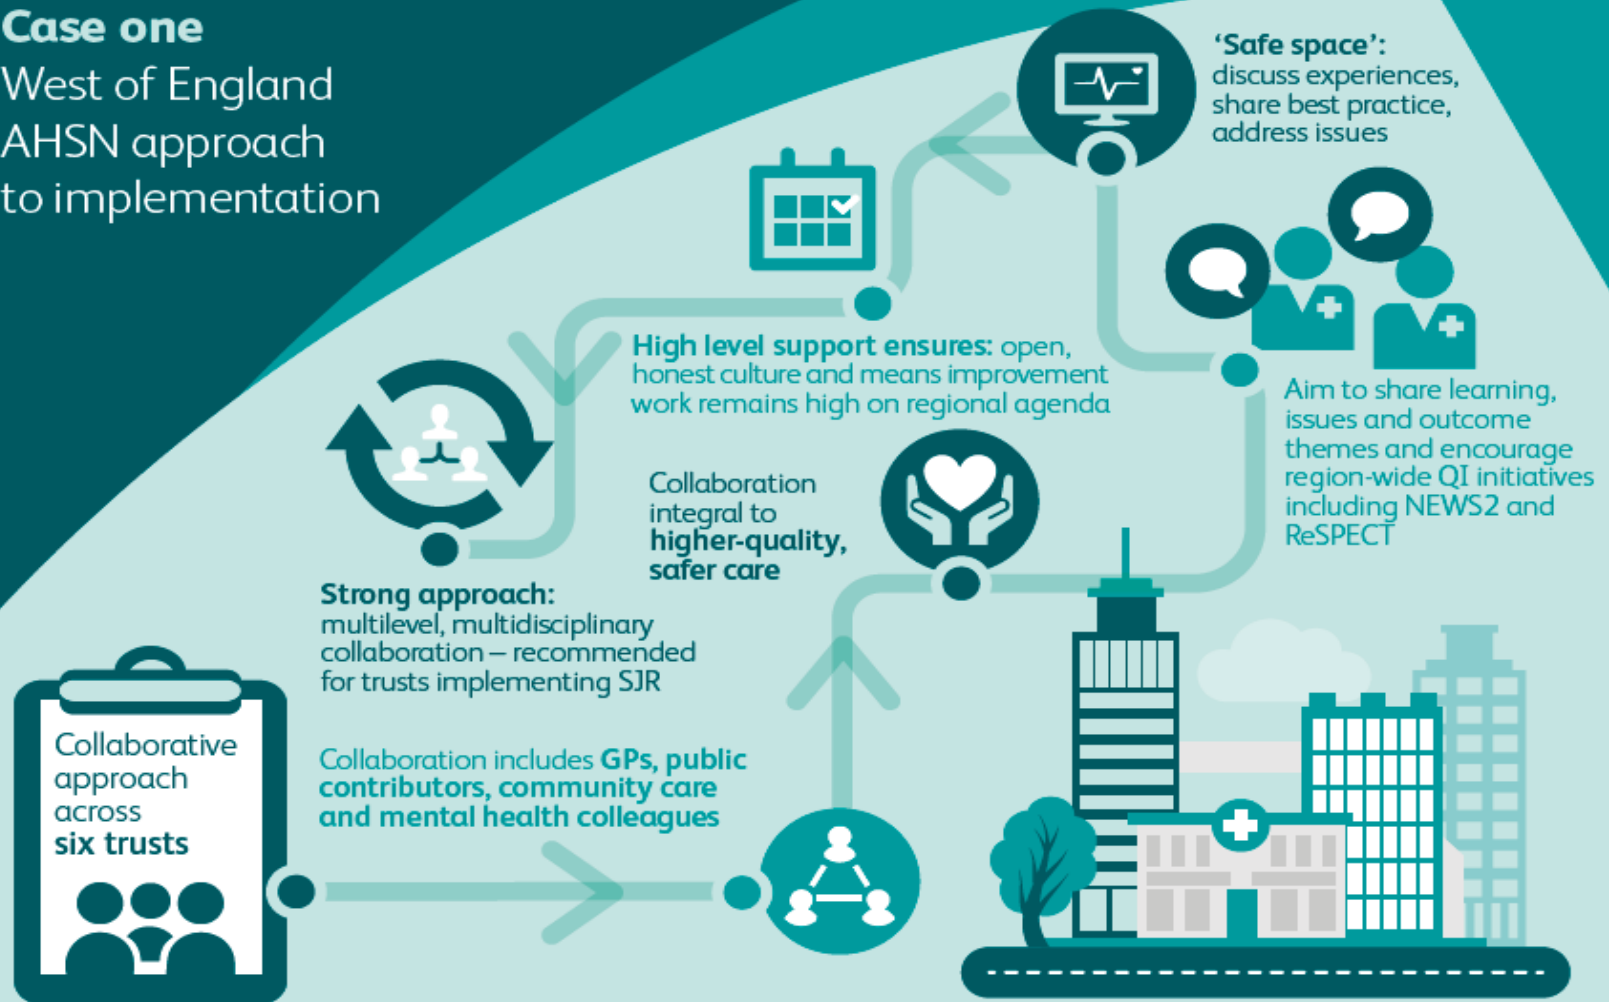 Case one
West of England
AHSN approach
to implementation
‘Safe space’:
discuss experiences,
share best practice,
address issues
High level support ensures: open,
honest culture and means improvement
work remains high on regional agenda
Aim to share learning,
issues and outcome
themes and encourage
region-wide QI initiatives
including NEWS2 and
ReSPECT
Collaboration
integral to
higher-quality,
safer care
Strong approach:
multilevel, multidisciplinary
collaboration – recommended
for trusts implementing SJR
Collaborative
approach
across
six trusts
Collaboration includes GPs, public
contributors, community care
and mental health colleagues